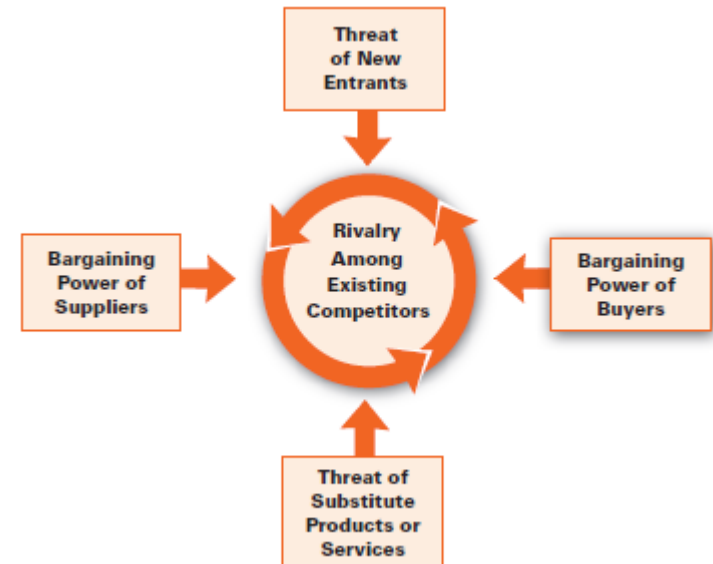 Threat
of New
Entrants
Rivalry
Among
Existing
Competitors
Bargaining
Power of
Suppliers
Bargaining
Power of
Buyers
Threat of
Substitute
Products or
Services